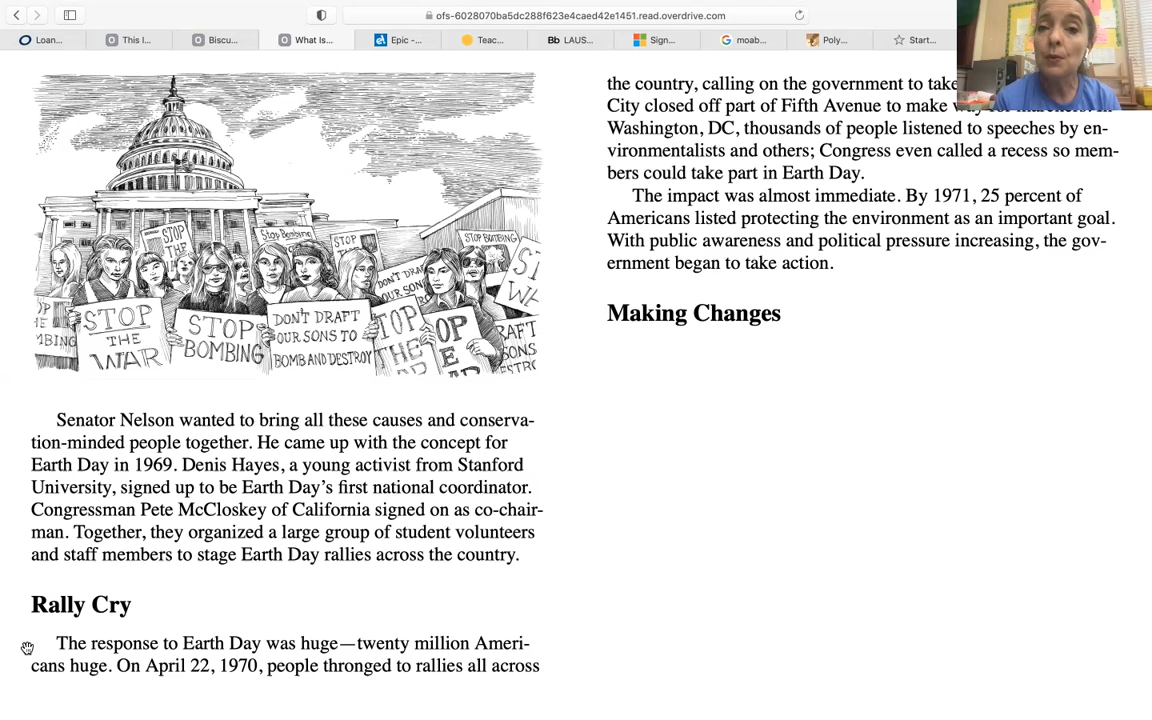 ofs-6028070ba5dc288f623e4caed42e1451.read.overdrive.com
Loan... This I... Biscu... What Is... Epic -... Teac... Bb LAUS... Sign... moab... Poly... Start...
STOP THE
Stop Bombing
STOP
STOP BOMBING
DON'T DRAFT
OUR SONS
STOP
THE
WAR
STOP
BOMBING
DON'T DRAFT
OUR SONS TO
BOMB AND DESTROY
Senator Nelson wanted to bring all these causes and conserva-
tion-minded people together. He came up with the concept for
Earth Day in 1969. Denis Hayes, a young activist from Stanford
University, signed up to be Earth Day’s first national coordinator.
Congressman Pete McCloskey of California signed on as co-chair-
man. Together, they organized a large group of student volunteers
and staff members to stage Earth Day rallies across the country.
Rally Cry
The response to Earth Day was huge—twenty million Ameri-
cans huge. On April 22, 1970, people thronged to rallies all across
the country, calling on the government to take
City closed off part of Fifth Avenue to make
Washington, DC, thousands of people listened to speeches by en-
vironmentalists and others; Congress even called a recess so mem-
bers could take part in Earth Day.
The impact was almost immediate. By 1971, 25 percent of
Americans listed protecting the environment as an important goal.
With public awareness and political pressure increasing, the gov-
ernment began to take action.
Making Changes